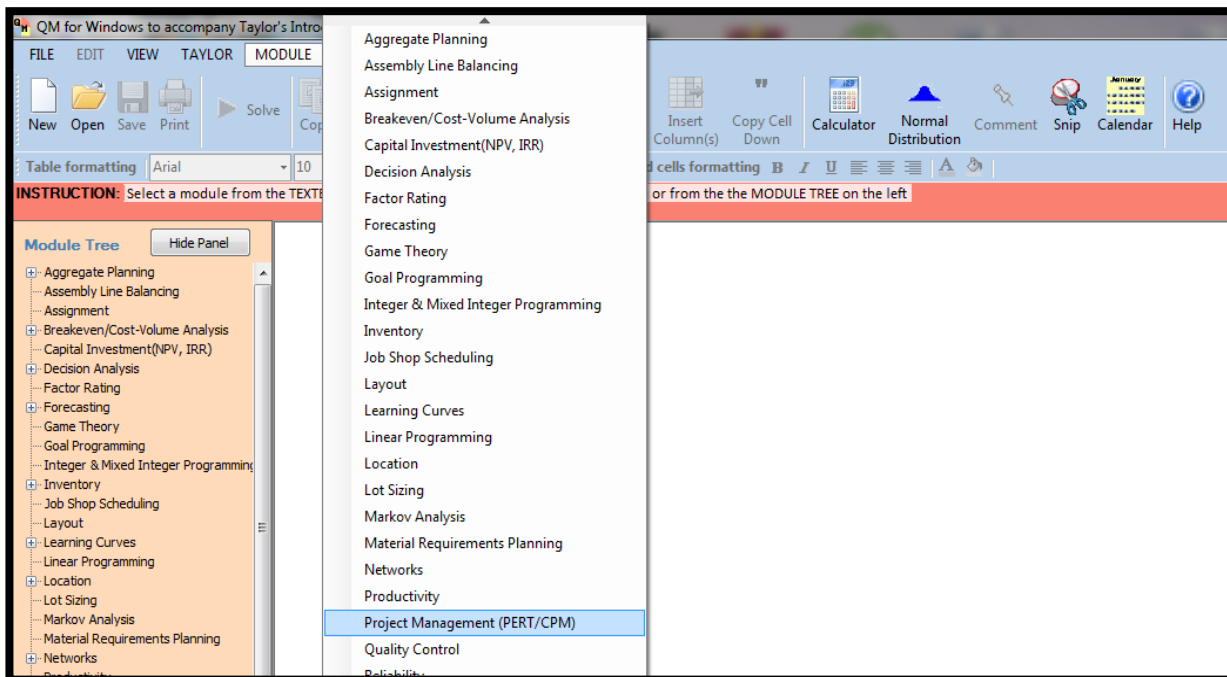 QM for Windows to accompany Taylor's Intro
FILE EDIT VIEW TAYLOR MODULE
New Open Save Print Solve Cop
Insert Column(s) Copy Cell Down Calculator Normal Distribution Comment Snip Calendar Help
January
Table formatting Arial 10
d cells formatting B I U A
INSTRUCTION: Select a module from the TEXTE
or from the the MODULE TREE on the left
Module Tree Hide Panel
Aggregate Planning
Assembly Line Balancing
Assignment
Breakeven/Cost-Volume Analysis
Capital Investment(NPV, IRR)
Decision Analysis
Factor Rating
Forecasting
Game Theory
Goal Programming
Integer & Mixed Integer Programming
Inventory
Job Shop Scheduling
Layout
Learning Curves
Linear Programming
Location
Lot Sizing
Markov Analysis
Material Requirements Planning
Networks
Productivity
Aggregate Planning
Assembly Line Balancing
Assignment
Breakeven/Cost-Volume Analysis
Capital Investment(NPV, IRR)
Decision Analysis
Factor Rating
Forecasting
Game Theory
Goal Programming
Integer & Mixed Integer Programming
Inventory
Job Shop Scheduling
Layout
Learning Curves
Linear Programming
Location
Lot Sizing
Markov Analysis
Material Requirements Planning
Networks
Productivity
Project Management (PERT/CPM)
Quality Control
Reliability